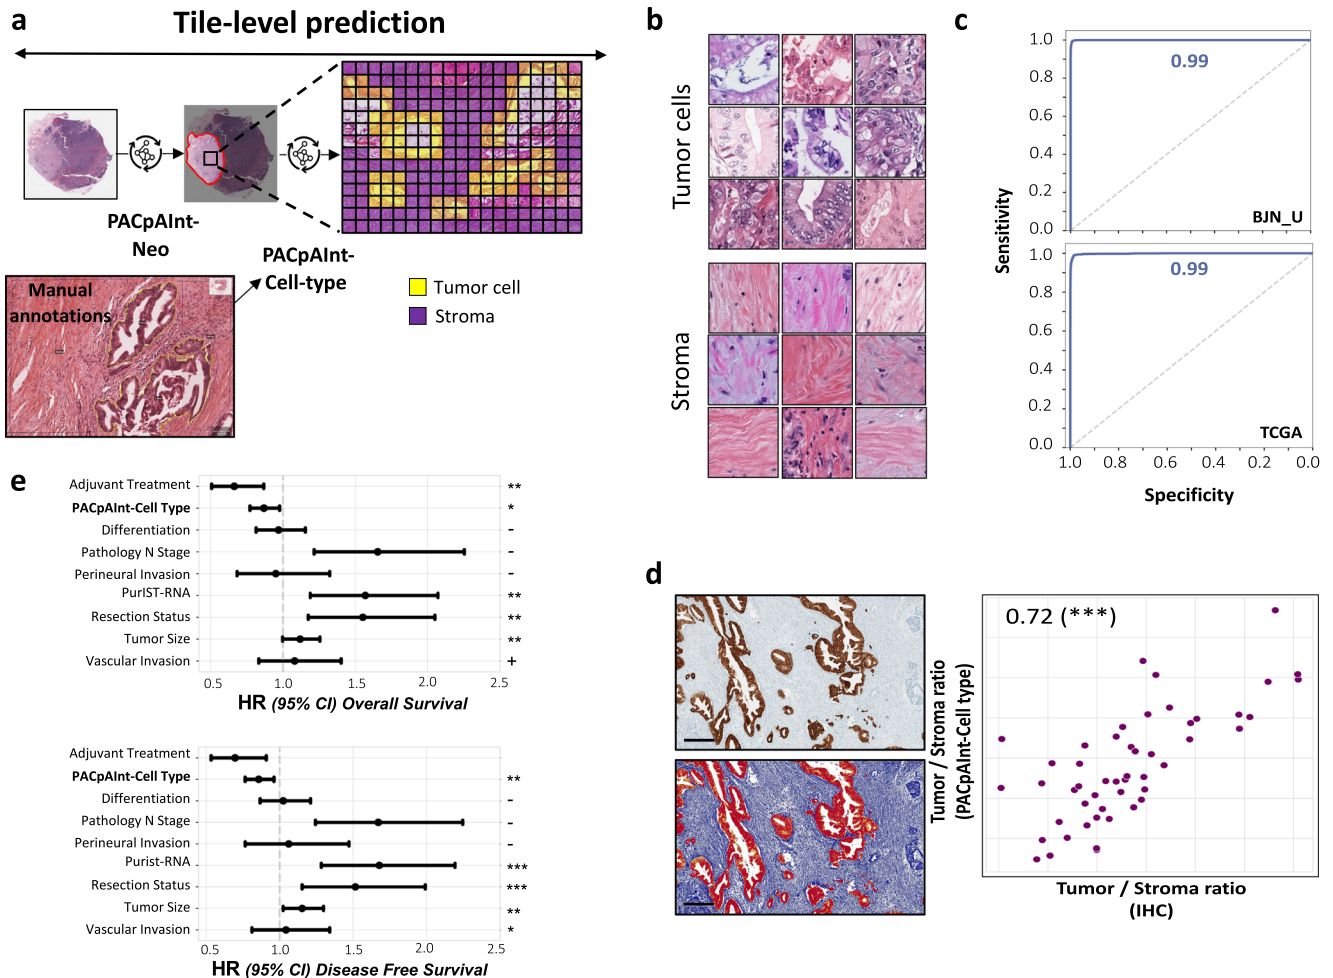 a
Tile-level prediction
PACpAInt-
Neo
PACpAInt-
Cell-type
Manual
annotations
Tumor cell
Stroma
b
Tumor cells
Stroma
c
1.0
0.8
0.6
0.4
0.2
0.0
0.99
BJN_U
1.0
0.8
0.6
0.4
0.2
0.0
0.99
TCGA
1.0
0.8
0.6
0.4
0.2
0.0
Sensitivity
Specificity
d
0.72 (***)
Tumor / Stroma ratio
(PACpAInt-Cell type)
Tumor / Stroma ratio
(IHC)
e
Adjuvant Treatment **
PACpAInt-Cell Type *
Differentiation -
Pathology N Stage -
Perineural Invasion -
PurIST-RNA **
Resection Status **
Tumor Size **
Vascular Invasion +
0.5 1.0 1.5 2.0 2.5
HR (95% CI) Overall Survival
Adjuvant Treatment
PACpAInt-Cell Type **
Differentiation -
Pathology N Stage -
Perineural Invasion -
Purist-RNA ***
Resection Status ***
Tumor Size **
Vascular Invasion *
0.5 1.0 1.5 2.0 2.5
HR (95% CI) Disease Free Survival